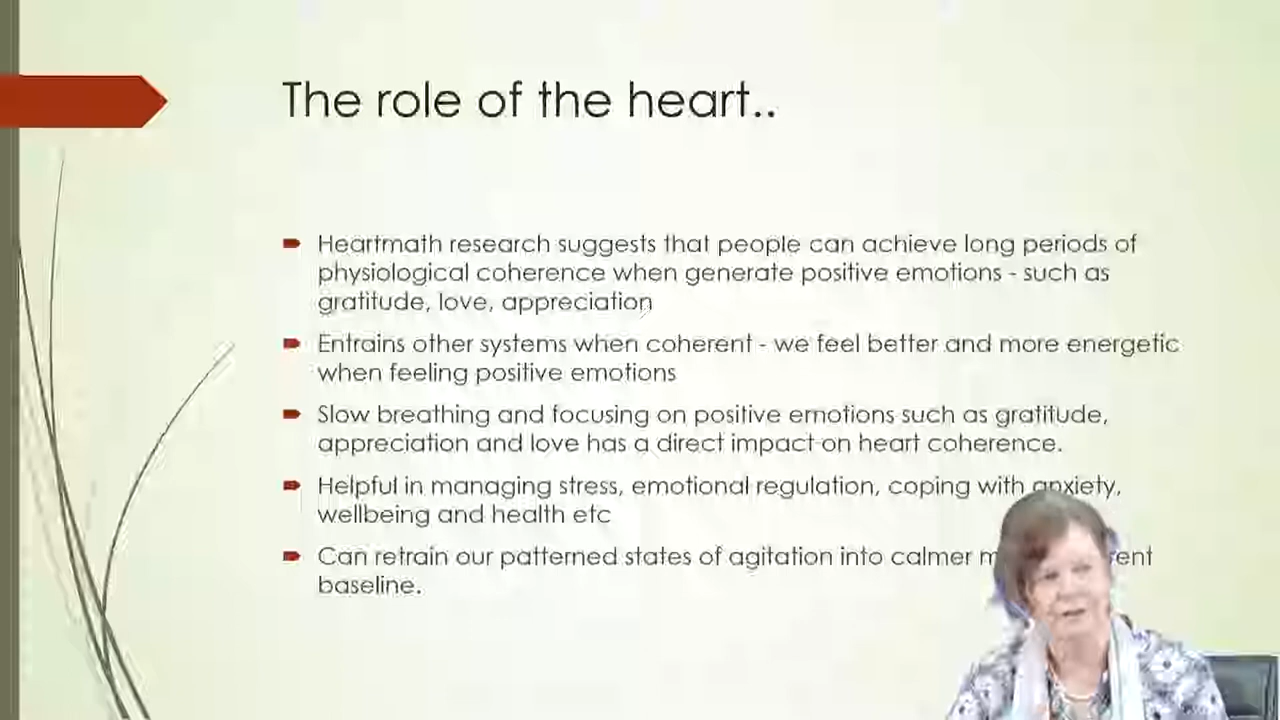 The role of the heart..
Heartmath research suggests that people can achieve long periods of
physiological coherence when generate positive emotions - such as
gratitude, love, appreciation
Entrains other systems when coherent - we feel better and more energetic
when feeling positive emotions
Slow breathing and focusing on positive emotions such as gratitude,
appreciation and love has a direct impact on heart coherence.
Helpful in managing stress, emotional regulation, coping with anxiety,
wellbeing and health etc
Can retrain our patterned states of agitation into calmer
baseline.